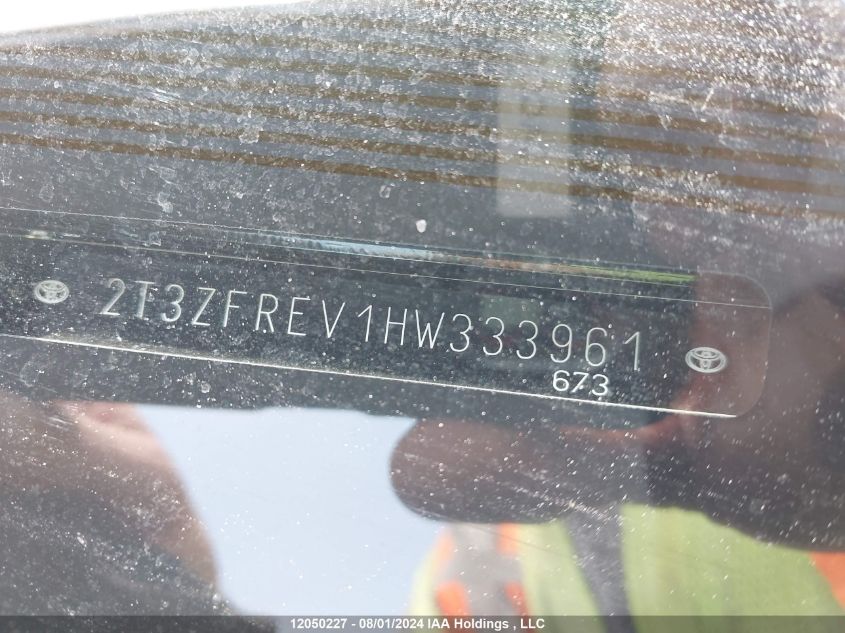 2T3ZFREV1HW333961
673
12050227 - 08/01/2024 IAA Holdings , LLC